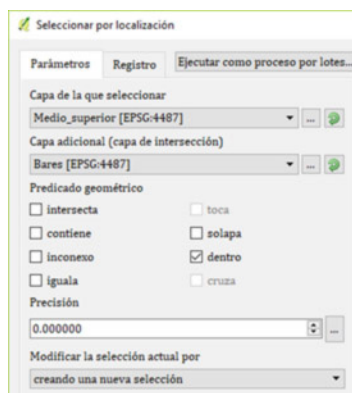 Seleccionar por localización
Parámetros
Registro
Ejecutar como proceso por lotes...
Capa de la que seleccionar
Medio_superior [EPSG:4487]
...
Capa adicional (capa de intersección)
Bares [EPSG:4487]
...
Predicado geométrico
intersecta
toca
contiene
solapa
inconexo
dentro
iguala
cruza
Precisión
0.000000
...
Modificar la selección actual por
creando una nueva selección